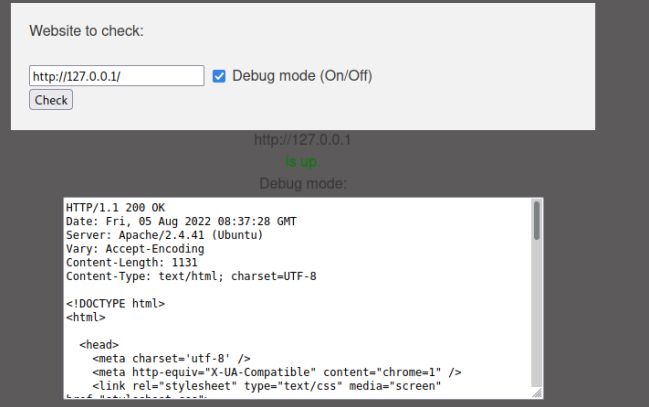 Website to check:
http://127.0.0.1/
Debug mode (On/Off)
Check
http://127.0.0.1
is up.
Debug mode:
HTTP/1.1 200 OK
Date: Fri, 05 Aug 2022 08:37:28 GMT
Server: Apache/2.4.41 (Ubuntu)
Vary: Accept-Encoding
Content-Length: 1131
Content-Type: text/html; charset=UTF-8
<!DOCTYPE html>
<html>
<head>
<meta charset='utf-8' />
<meta http-equiv="X-UA-Compatible" content="chrome=1" />
<link rel="stylesheet" type="text/css" media="screen"
href="stylesheet.css">